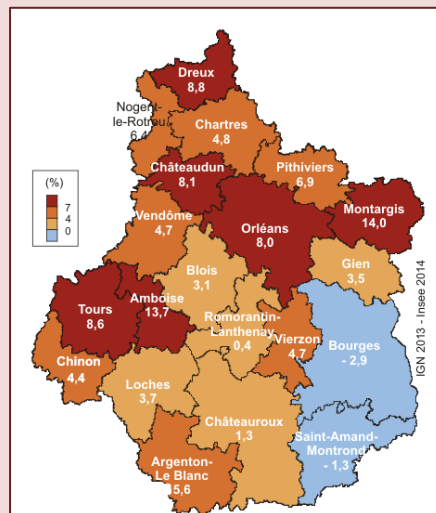 Dreux
8,8
Nogent-
le-Rotrou
6,4
Chartres
4,8
Châteaudun
8,1
Pithiviers
6,9
(%)
7
4
0
Montargis
14,0
Vendôme
4,7
Orléans
8,0
Blois
3,1
Gien
3,5
Tours
8,6
Amboise
13,7
Romorantin-
Lanthenay
0,4
Vierzon
4,7
Bourges
- 2,9
Chinon
4,4
Loches
3,7
Châteauroux
1,3
Saint-Amand-
Montrond
- 1,3
Argenton-
Le Blanc
5,6
IGN 2013 - Insee 2014